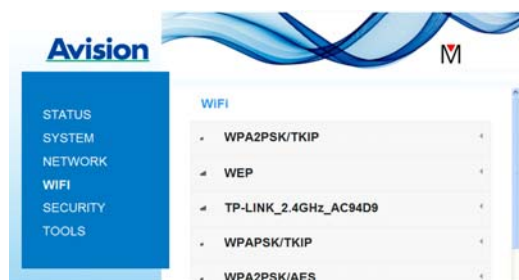 Avision
M
STATUS
SYSTEM
NETWORK
WIFI
SECURITY
TOOLS
WiFi
WPA2PSK/TKIP
WEP
TP-LINK_2.4GHz_AC94D9
WPAPSK/TKIP
WPA2PSK/AES